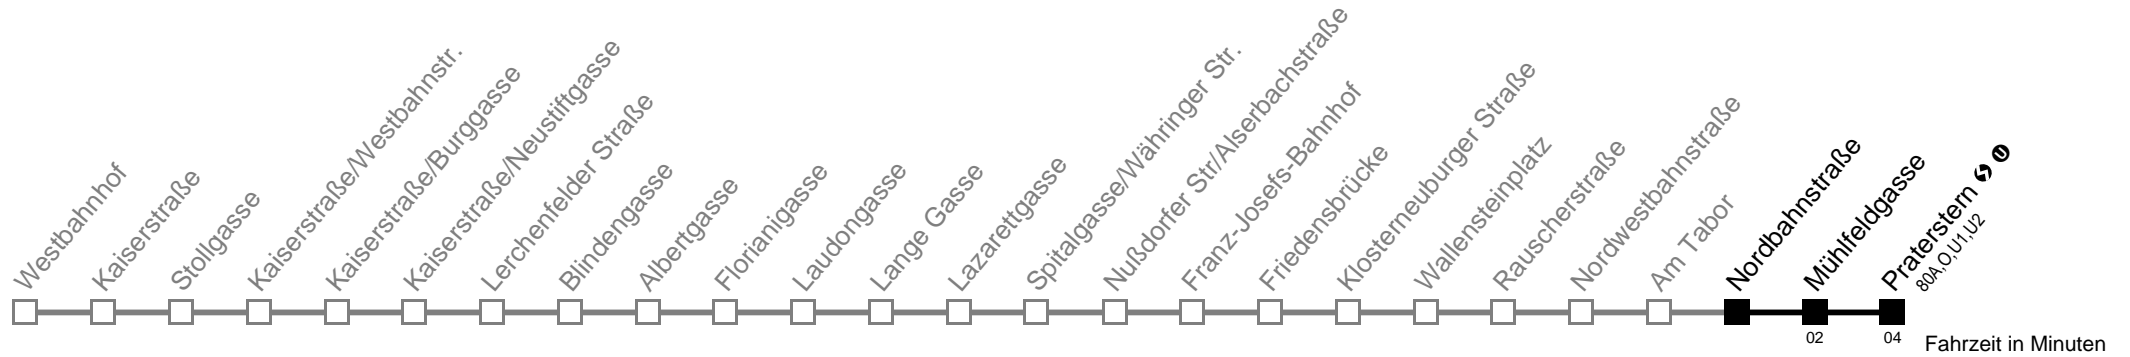 Westbahnhof
Kaiserstraße
Stollgasse
Kaiserstraße/Westbahnstr.
Kaiserstraße/Burggasse
Kaiserstraße/Neustiftgasse
Lerchenfelder Straße
Blindengasse
Albertgasse
Florianigasse
Laudongasse
Lange Gasse
Lazarettgasse
Spitalgasse/Währinger Str.
Nußdorfer Str/Alserbachstraße
Franz-Josefs-Bahnhof
Friedensbrücke
Klosterneuburger Straße
Wallensteinplatz
Rauscherstraße
Nordwestbahnstraße
Am Tabor
Nordbahnstraße
Mühlfeldgasse
Praterstern S U
80A,O,U1,U2
02
04
Fahrzeit in Minuten